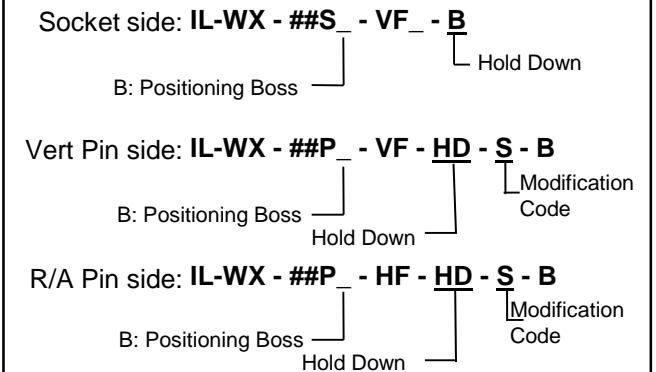 Socket side: IL-WX - ##S_ - VF_ - B
Hold Down
B: Positioning Boss
Vert Pin side: IL-WX - ##P_ - VF - HD - S - B
Modification
Code
B: Positioning Boss
Hold Down
R/A Pin side: IL-WX - ##P_ - HF - HD - S - B
Modification
Code
B: Positioning Boss
Hold Down